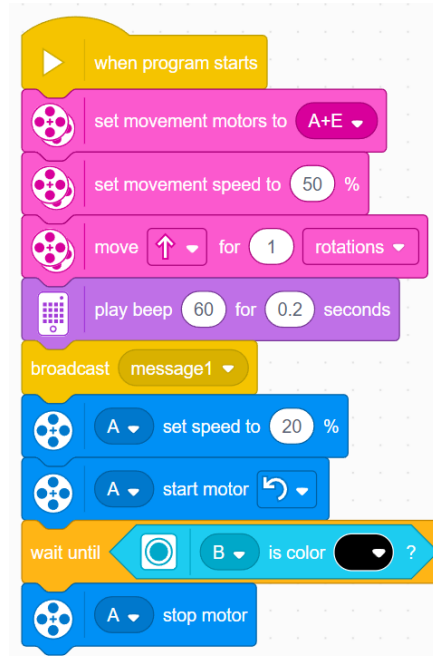 when program starts
set movement motors to A+E
set movement speed to 50 %
move for 1 rotations
play beep 60 for 0.2 seconds
broadcast message1
A set speed to 20 %
A start motor
wait until B is color ?
A stop motor